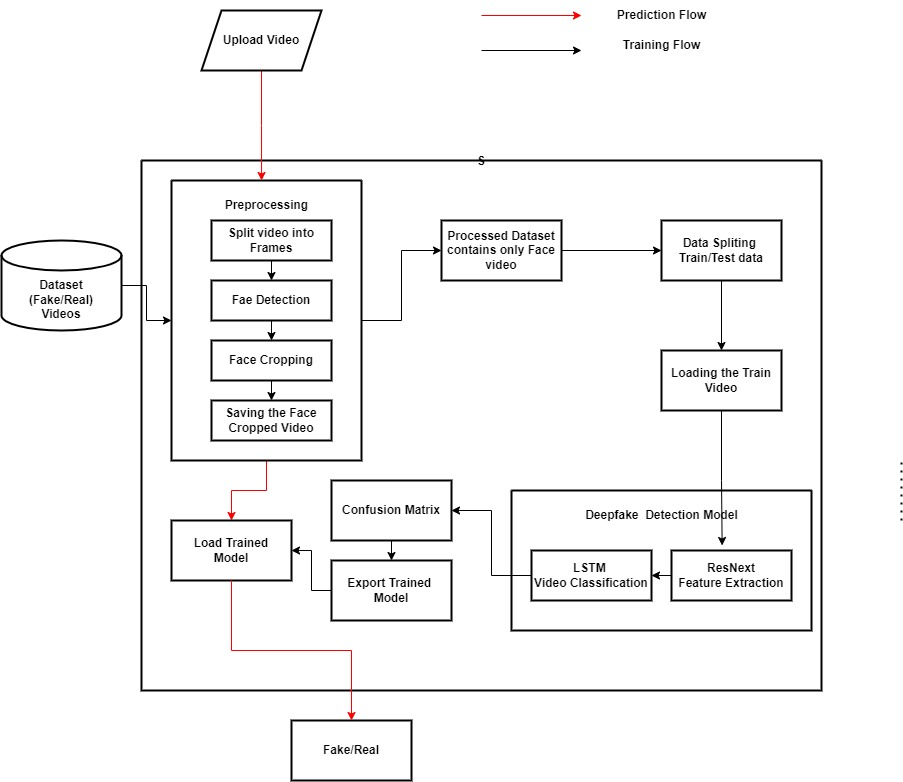 Upload Video
Prediction Flow
Training Flow
s
Preprocessing
Split video into
Frames
Fae Detection
Face Cropping
Saving the Face
Cropped Video
Dataset
(Fake/Real)
Videos
Processed Dataset
contains only Face
video
Data Spliting
Train/Test data
Loading the Train
Video
Deepfake Detection Model
ResNext
Feature Extraction
LSTM
Video Classification
Confusion Matrix
Export Trained
Model
Load Trained
Model
Fake/Real